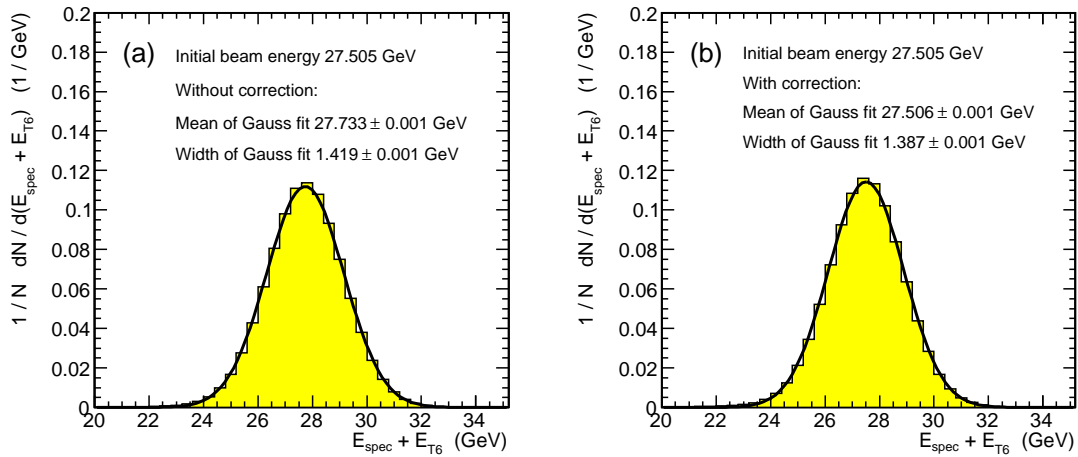 1 / N dN / d(E_spec + E_T6) (1 / GeV)
0.2
0.18
0.16
0.14
0.12
0.1
0.08
0.06
0.04
0.02
0
(a)
Initial beam energy 27.505 GeV
Without correction:
Mean of Gauss fit 27.733 ± 0.001 GeV
Width of Gauss fit 1.419 ± 0.001 GeV
20 22 24 26 28 30 32 34
E_spec + E_T6 (GeV)
1 / N dN / d(E_spec + E_T6) (1 / GeV)
0.2
0.18
0.16
0.14
0.12
0.1
0.08
0.06
0.04
0.02
0
(b)
Initial beam energy 27.505 GeV
With correction:
Mean of Gauss fit 27.506 ± 0.001 GeV
Width of Gauss fit 1.387 ± 0.001 GeV
20 22 24 26 28 30 32 34
E_spec + E_T6 (GeV)